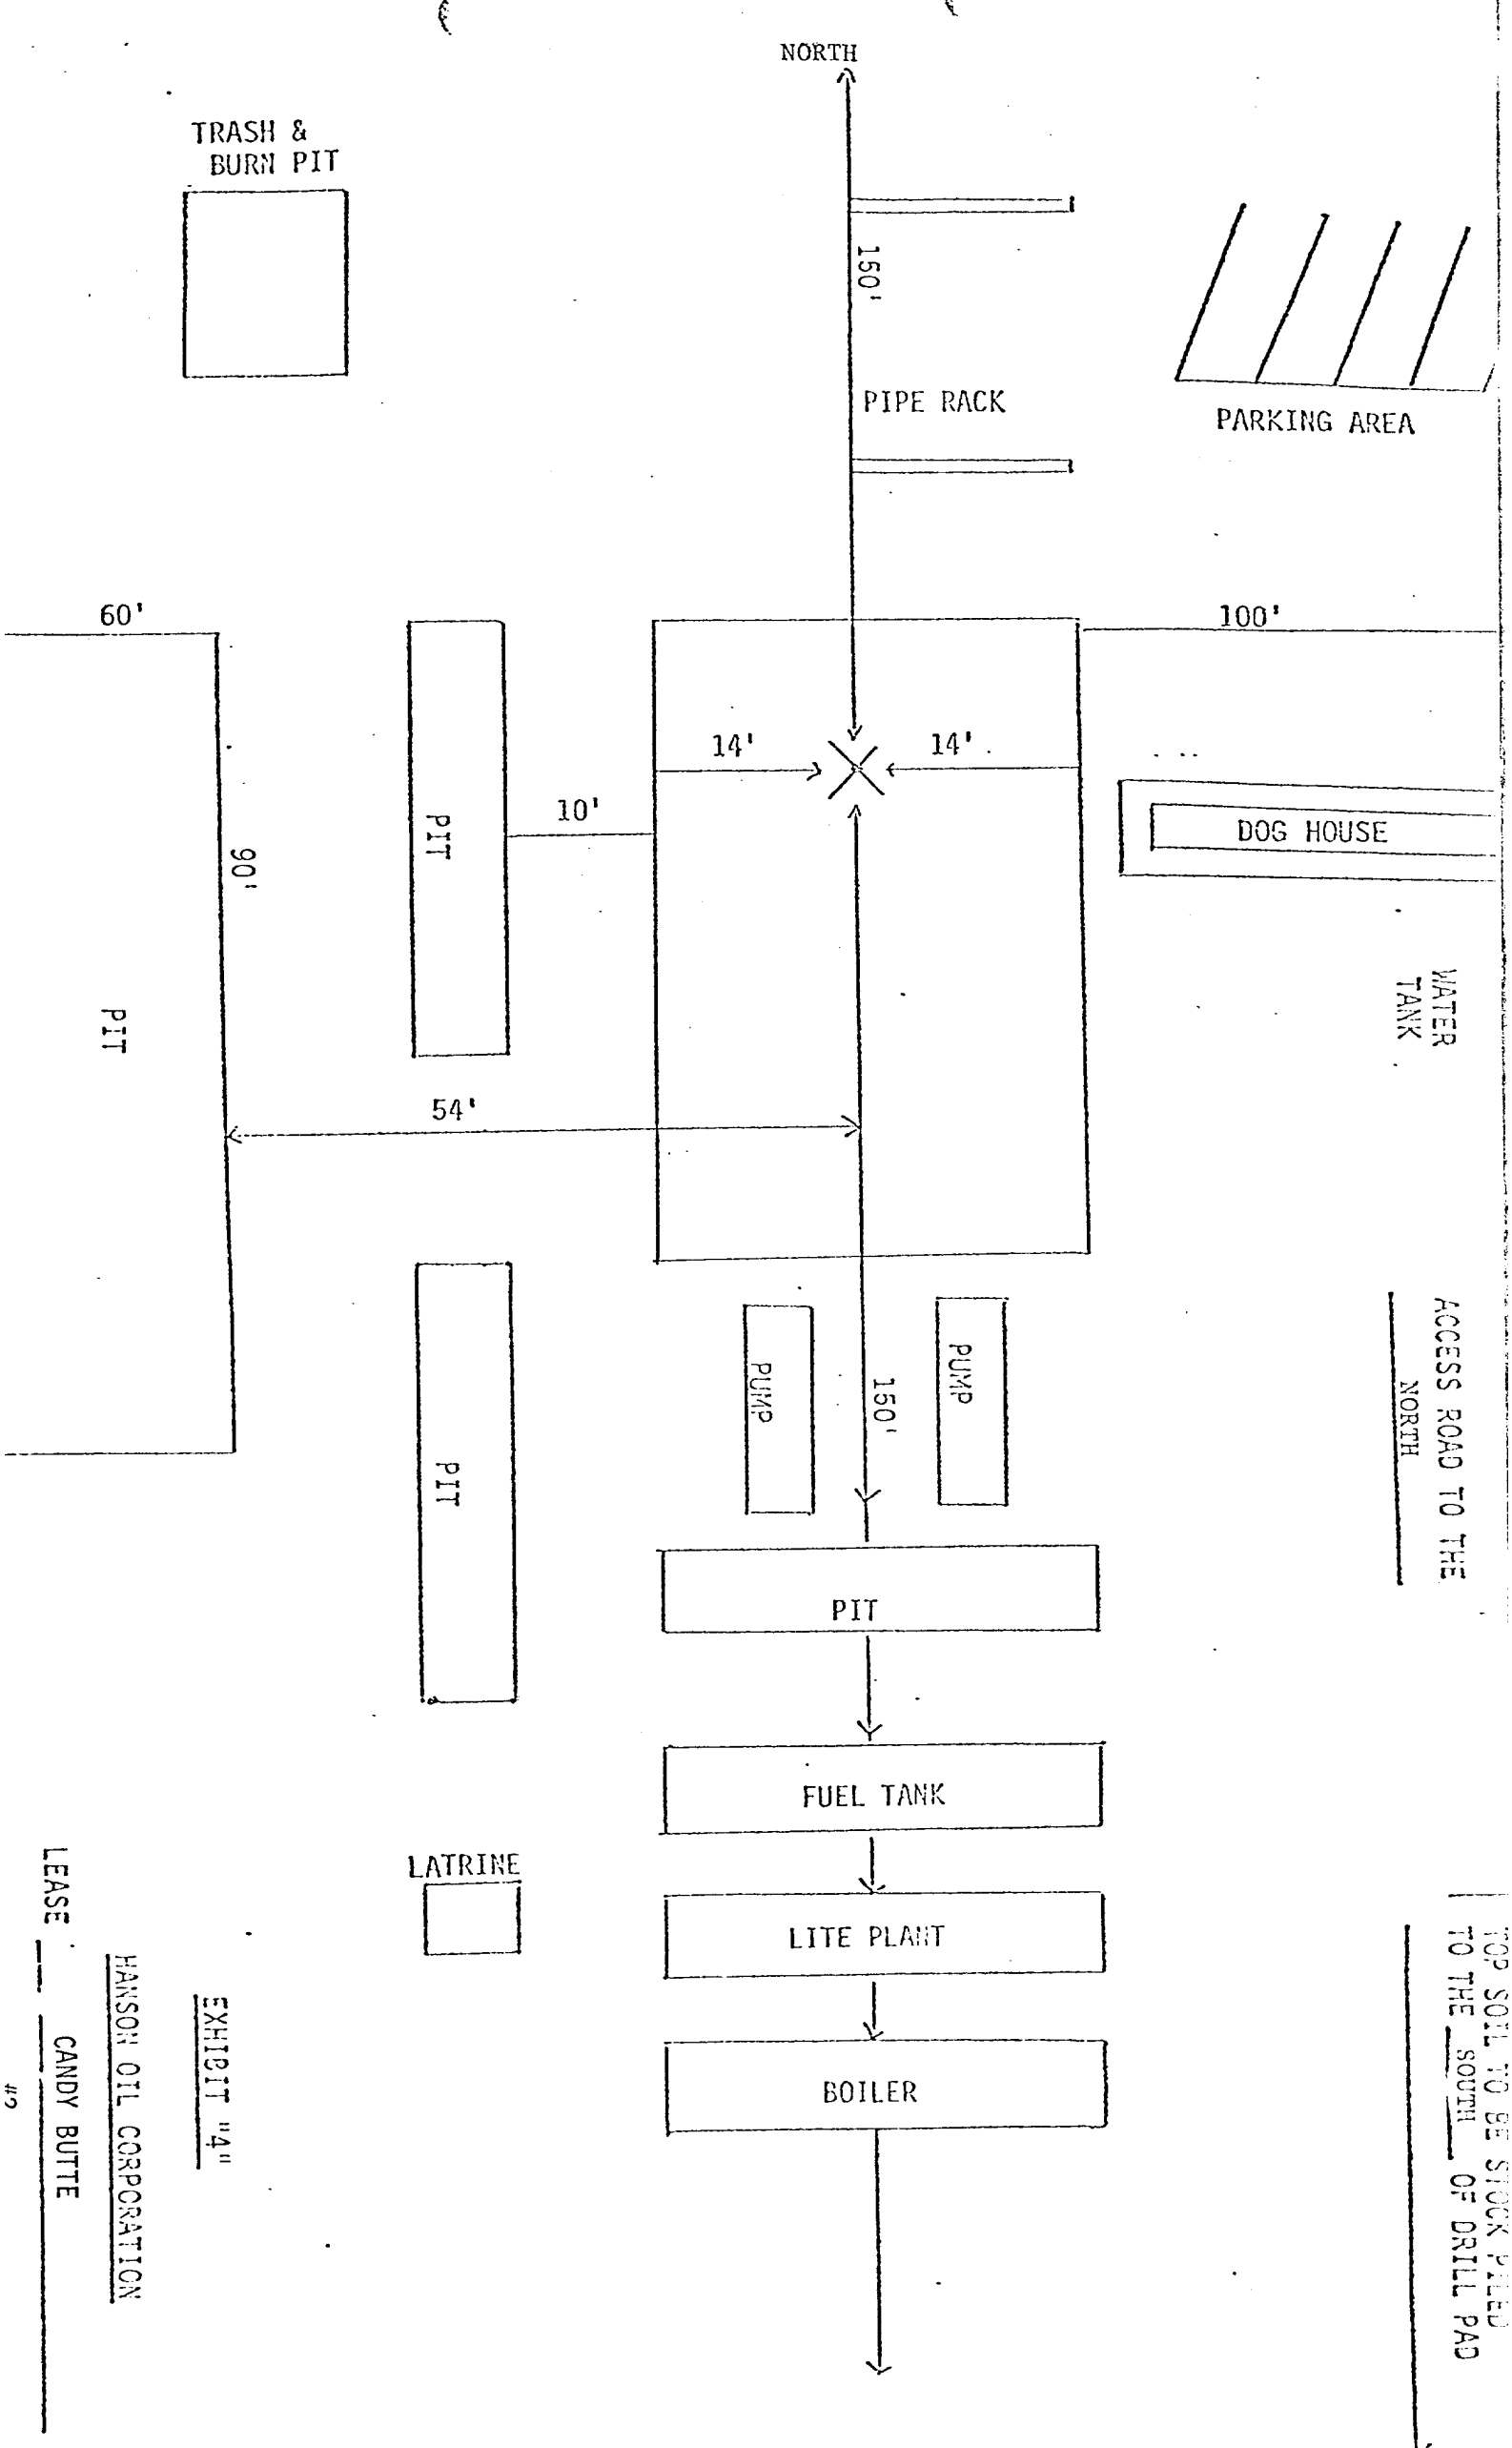 NORTH
TRASH &
BURN PIT
150'
PIPE RACK
PARKING AREA
60'
100'
14'
14'
10'
PIT
90'
DOG HOUSE
WATER
TANK
PIT
54'
ACCESS ROAD TO THE
NORTH
PUMP
PUMP
150'
PIT
PIT
FUEL TANK
LATRINE
LITE PLANT
BOILER
TOP SOIL TO BE STOCK PILED
TO THE SOUTH OF DRILL PAD
EXHIBIT "4"
HANSON OIL CORPORATION
LEASE CANDY BUTTE
#2